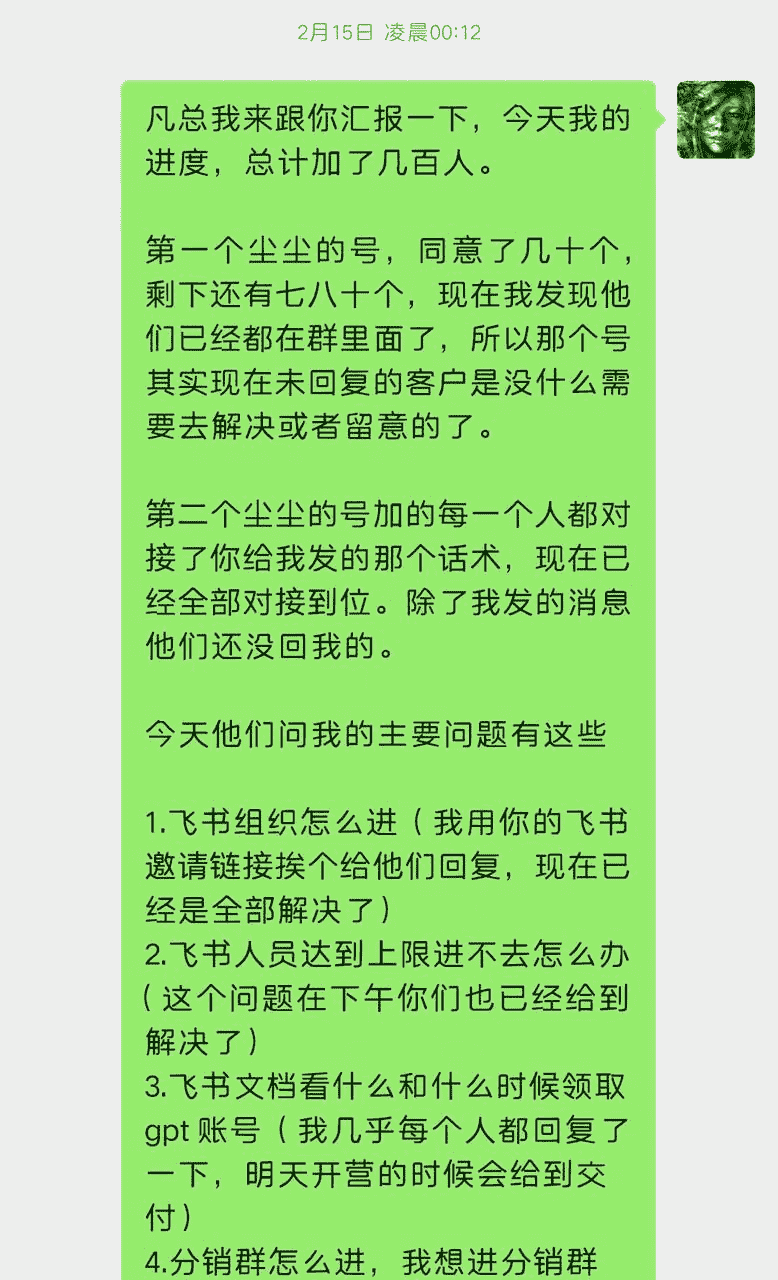 2月15日 凌晨00:12
凡总我来跟你汇报一下，今天我的
进度，总计加了几百人。
第一个尘尘的号，同意了几十个，
剩下还有七八十个，现在我发现他
们已经都在群里面了，所以那个号
其实现在未回复的客户是没什么需
要去解决或者留意的了。
第二个尘尘的号加的每一个人都对
接了你给我发的那个话术，现在已
经全部对接到位。除了我发的消息
他们还没回我的。
今天他们问我的主要问题有这些
1.飞书组织怎么进（我用你的飞书
邀请链接挨个给他们回复，现在已
经是全部解决了）
2.飞书人员达到上限进不去怎么办
（这个问题在下午你们也已经给到
解决了）
3.飞书文档看什么和什么时候领取
gpt 账号（我几乎每个人都回复了
一下，明天开营的时候会给到交
付）
4.分销群怎么进，我想进分销群